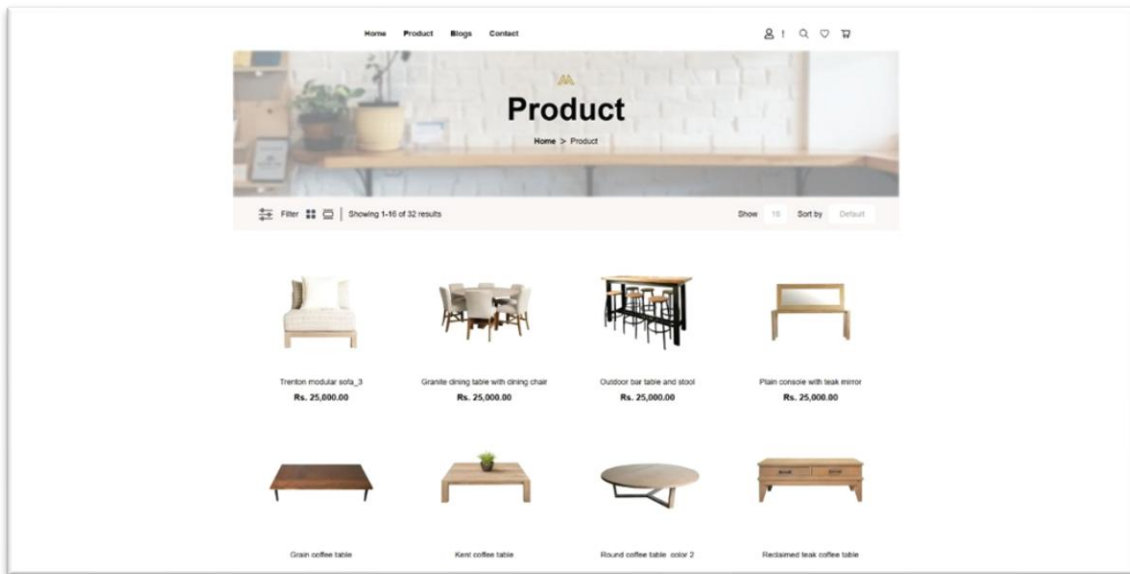 Home Product Blogs Contact
Product
Home > Product
Filter Showing 1-16 of 32 results Show 16 Sort by Default
Trenton modular sofa_3 Granite dining table with dining chair Outdoor bar table and stool Plain console with teak mirror
Rs. 25,000.00 Rs. 25,000.00 Rs. 25,000.00 Rs. 25,000.00
Grain coffee table Kent coffee table Round coffee table_color 2 Reclaimed teak coffee table